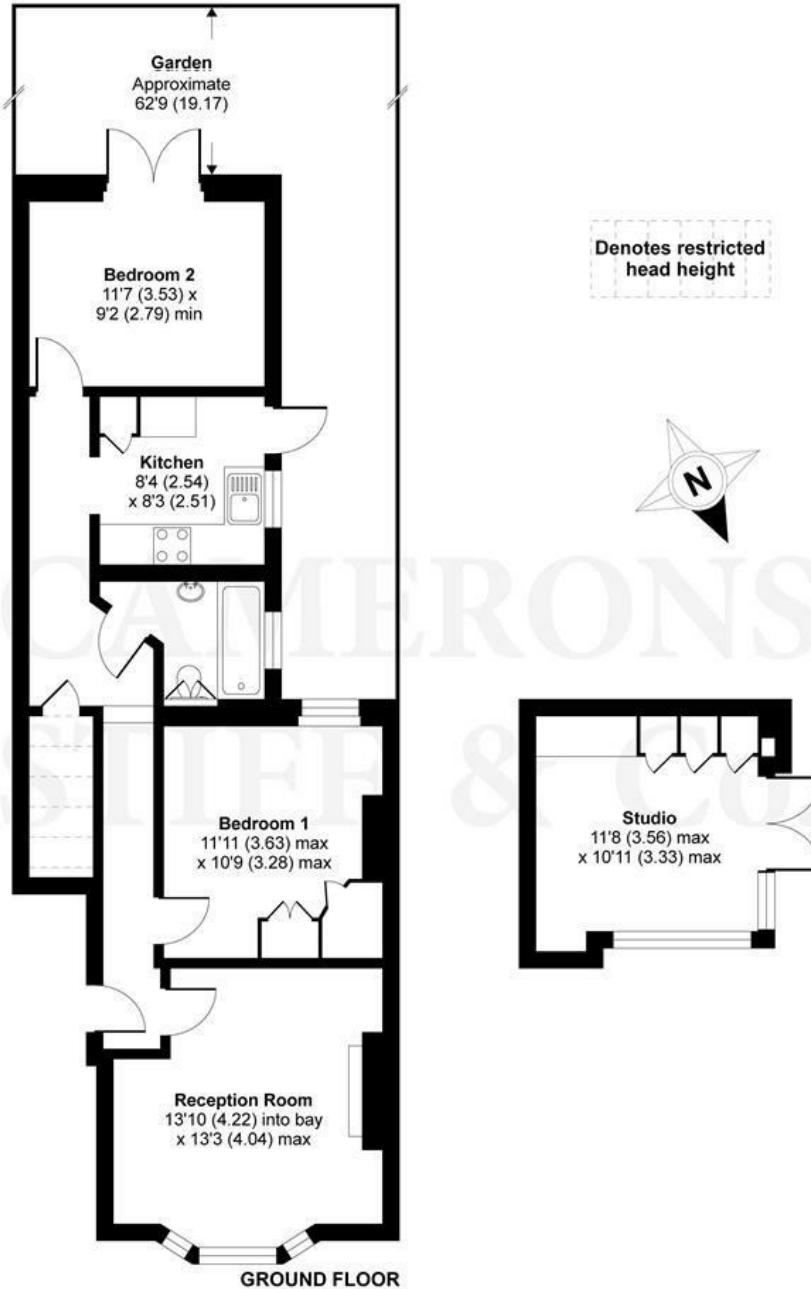 Garden
Approximate
62'9 (19.17)
Bedroom 2
11'7 (3.53) x
9'2 (2.79) min
Denotes restricted
head height
Kitchen
8'4 (2.54)
x 8'3 (2.51)
N
CAMERONS
STIFF & Co
Bedroom 1
11'11 (3.63) max
x 10'9 (3.28) max
Studio
11'8 (3.56) max
x 10'11 (3.33) max
Reception Room
13'10 (4.22) into bay
x 13'3 (4.04) max
GROUND FLOOR